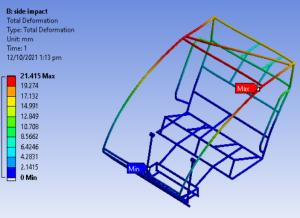 B: side impact
Total Deformation
Type: Total Deformation
Unit: mm
Time: 1
12/10/2021 1:13 pm
21.415 Max
19.274
17.132
14.991
12.849
10.708
8.5661
6.4246
4.2831
2.1415
0 Min
Max
Min